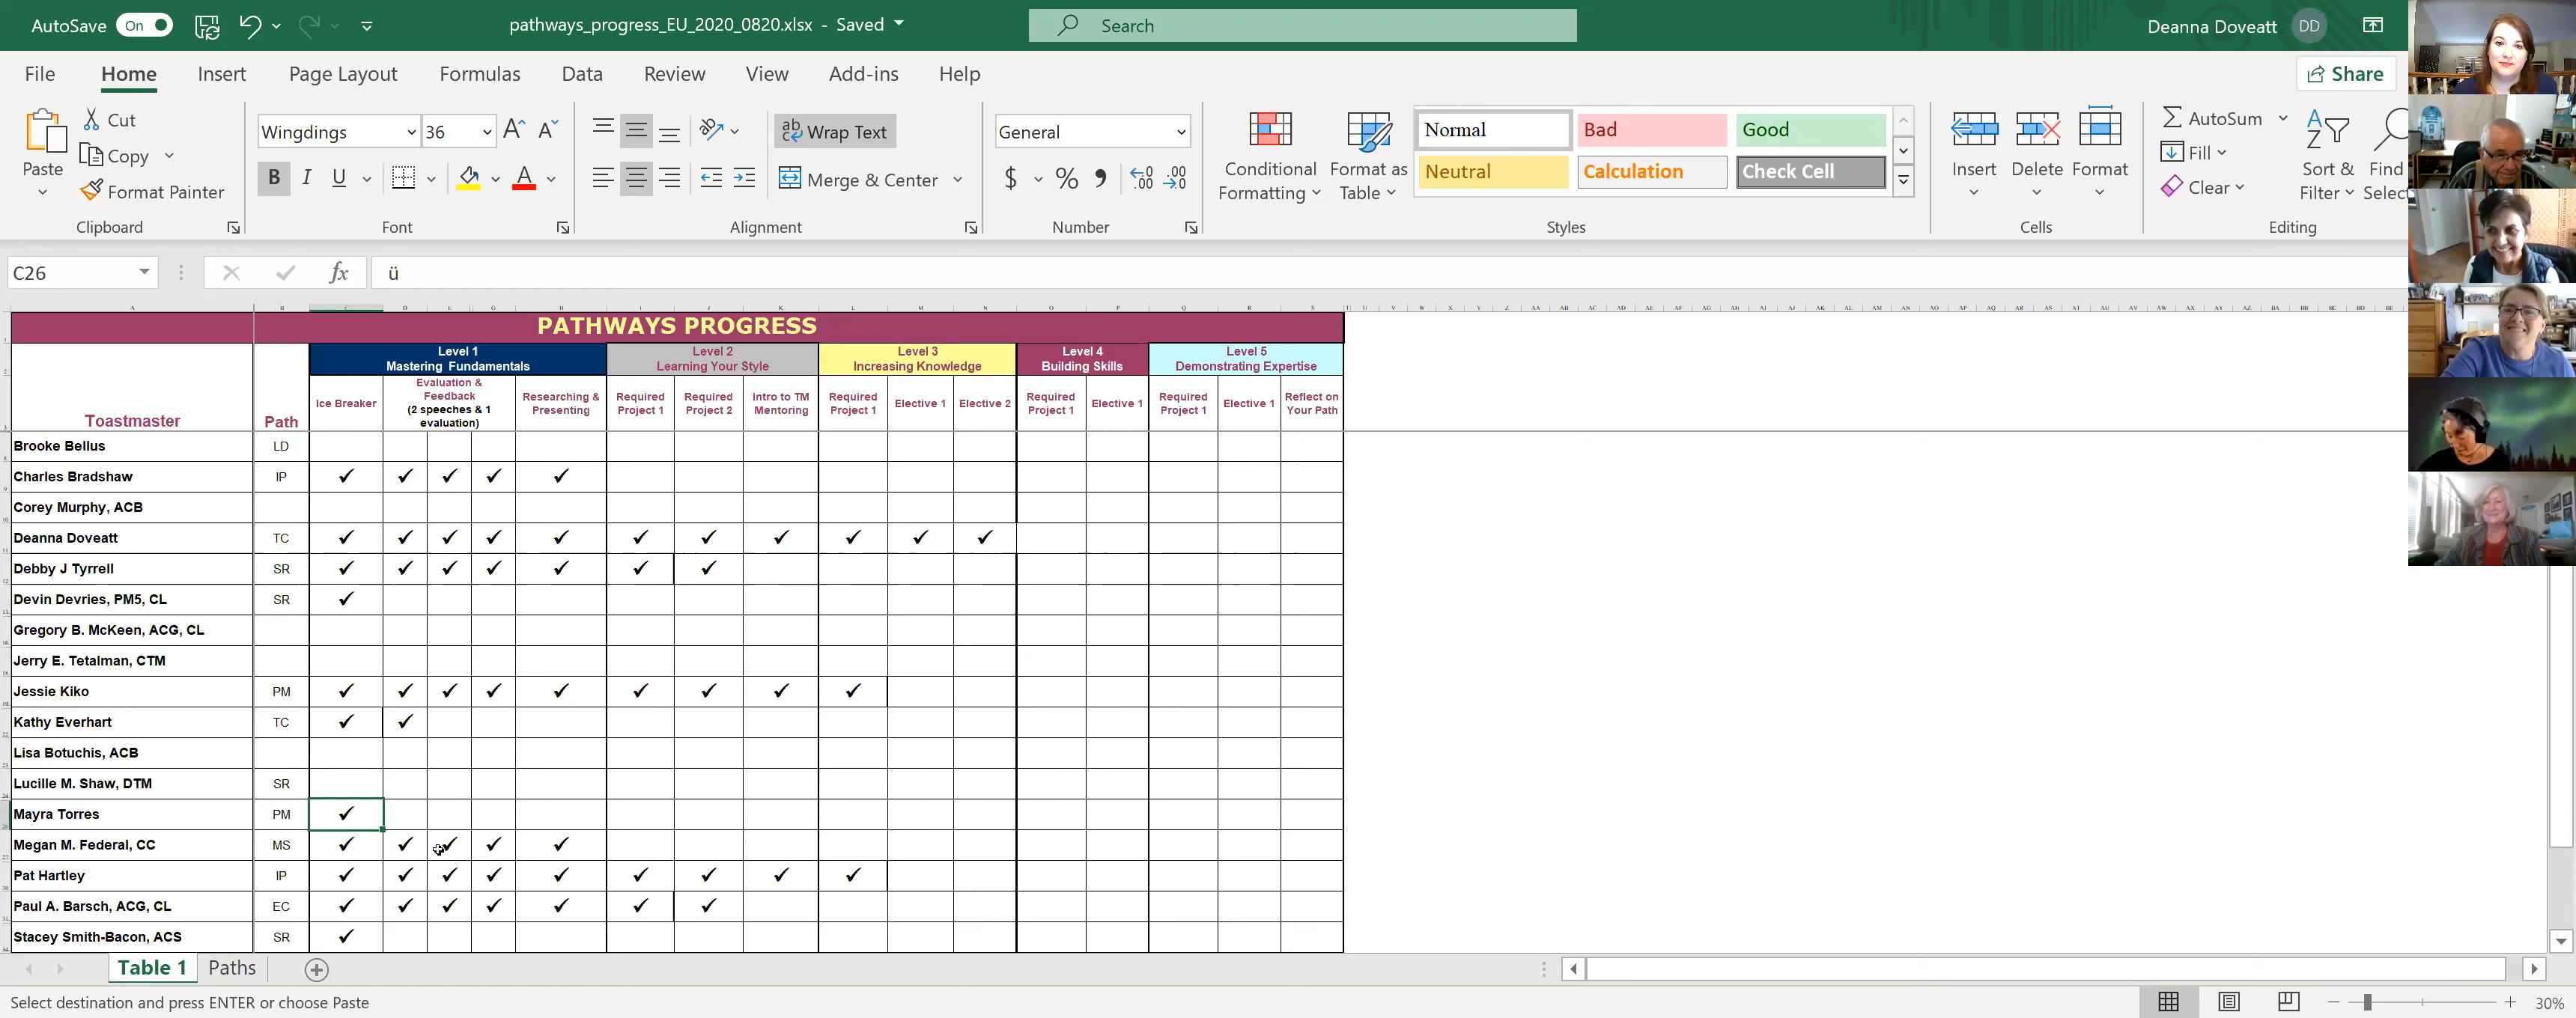 AutoSave On pathways_progress_EU_2020_0820.xlsx - Saved Search Deanna Doveatt DD
File Home Insert Page Layout Formulas Data Review View Add-ins Help Share
Paste Cut Copy Format Painter Clipboard
Wingdings 36 B I U A Font
Wrap Text Merge & Center Alignment
General $ % Number
Conditional Formatting Format as Table
Normal Bad Good
Neutral Calculation Check Cell
Styles
Insert Delete Format Cells
AutoSum Fill Clear Sort & Filter Find Select Editing
C26 fx ü
PATHWAYS PROGRESS
Level 1 Mastering Fundamentals
Level 2 Learning Your Style
Level 3 Increasing Knowledge
Level 4 Building Skills
Level 5 Demonstrating Expertise
Toastmaster Path Ice Breaker Evaluation & Feedback (2 speeches & 1 evaluation) Researching & Presenting Required Project 1 Required Project 2 Intro to TM Mentoring Required Project 1 Elective 1 Elective 2 Required Project 1 Elective 1 Required Project 1 Elective 1 Reflect on Your Path
Brooke Bellus LD
Charles Bradshaw IP ✓ ✓ ✓ ✓ ✓
Corey Murphy, ACB
Deanna Doveatt TC ✓ ✓ ✓ ✓ ✓ ✓ ✓ ✓ ✓ ✓ ✓
Debby J Tyrrell SR ✓ ✓ ✓ ✓ ✓ ✓ ✓
Devin Devries, PM5, CL SR ✓
Gregory B. McKeen, ACG, CL
Jerry E. Tetalman, CTM
Jessie Kiko PM ✓ ✓ ✓ ✓ ✓ ✓ ✓ ✓ ✓
Kathy Everhart TC ✓ ✓
Lisa Botuchis, ACB
Lucille M. Shaw, DTM SR
Mayra Torres PM ✓
Megan M. Federal, CC MS ✓ ✓ ✓ ✓ ✓
Pat Hartley IP ✓ ✓ ✓ ✓ ✓ ✓ ✓ ✓ ✓
Paul A. Barsch, ACG, CL EC ✓ ✓ ✓ ✓ ✓ ✓ ✓
Stacey Smith-Bacon, ACS SR ✓
Table 1 Paths
Select destination and press ENTER or choose Paste 30%